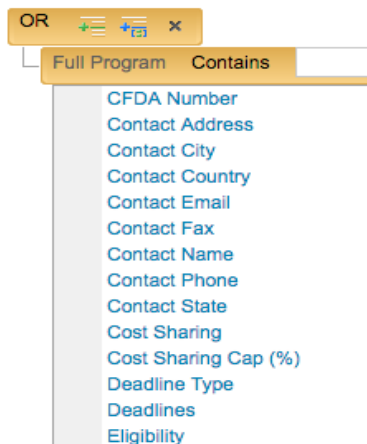 OR
Full Program Contains
CFDA Number
Contact Address
Contact City
Contact Country
Contact Email
Contact Fax
Contact Name
Contact Phone
Contact State
Cost Sharing
Cost Sharing Cap (%)
Deadline Type
Deadlines
Eligibility